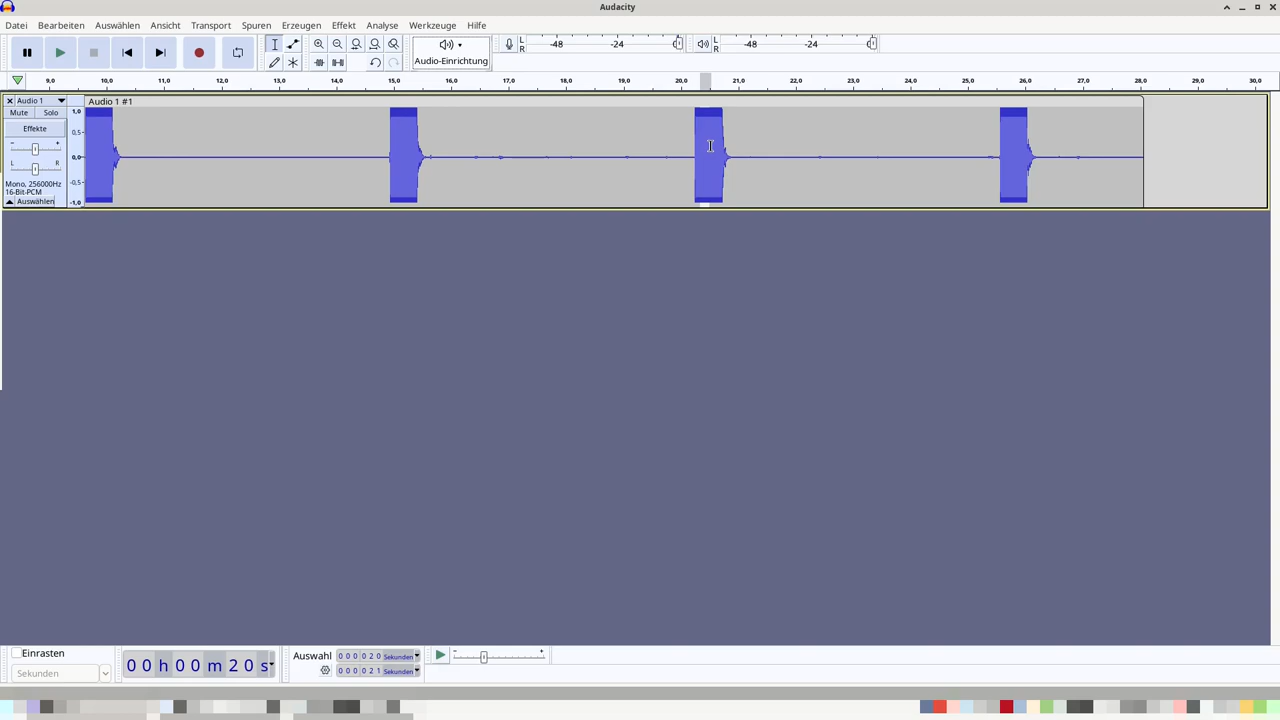 Audacity
Datei Bearbeiten Auswählen Ansicht Transport Spuren Erzeugen Effekt Analyse Werkzeuge Hilfe
L R -48 -24 L R -48 -24
Audio-Einrichtung
9,0 10,0 11,0 12,0 13,0 14,0 15,0 16,0 17,0 18,0 19,0 20,0 21,0 22,0 23,0 24,0 25,0 26,0 27,0 28,0 29,0 30,0
Audio 1 Audio 1 #1
Mute Solo 1,0
Effekte 0,5
- +
L R 0,0
Mono, 256000Hz -0,5
16-Bit-PCM
Auswählen -1,0
Einrasten
Sekunden
00h00m20s
Auswahl
000020 Sekunden
000021 Sekunden
- +